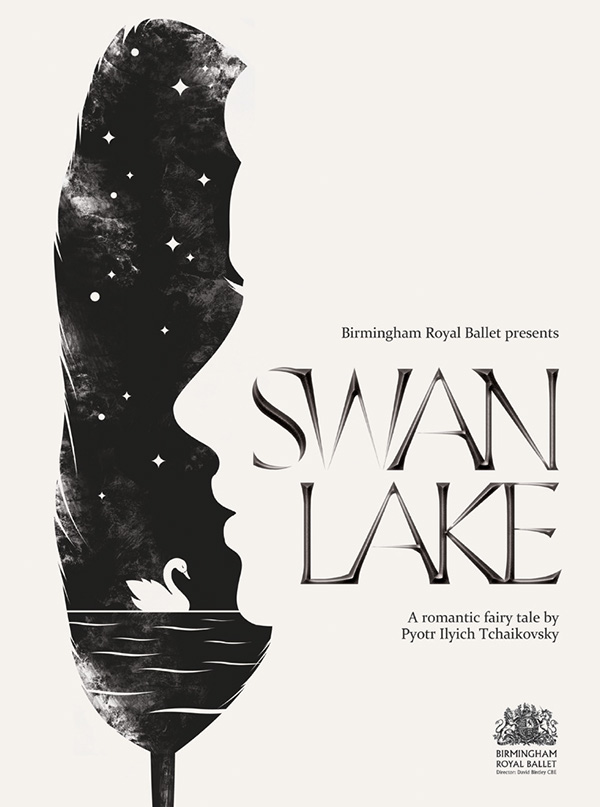 Birmingham Royal Ballet presents
SWAN
LAKE
A romantic fairy tale by
Pyotr Ilyich Tchaikovsky
BIRMINGHAM
ROYAL BALLET
Director: David Bintley CBE